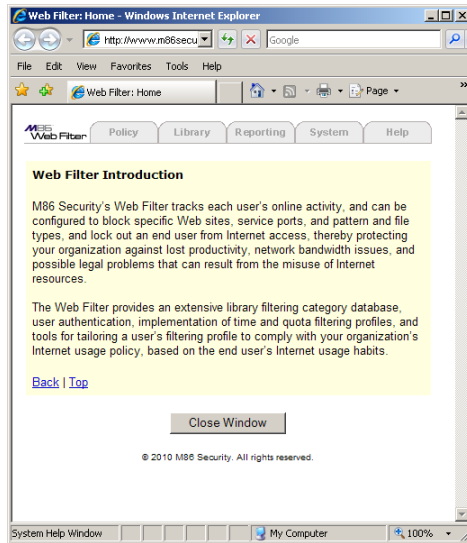 Web Filter: Home - Windows Internet Explorer
http://www.m86secu
Google
File Edit View Favorites Tools Help
Web Filter: Home
Page
»
M86
Web Filter
Policy Library Reporting System Help
Web Filter Introduction
M86 Security's Web Filter tracks each user's online activity, and can be
configured to block specific Web sites, service ports, and pattern and file
types, and lock out an end user from Internet access, thereby protecting
your organization against lost productivity, network bandwidth issues, and
possible legal problems that can result from the misuse of Internet
resources.
The Web Filter provides an extensive library filtering category database,
user authentication, implementation of time and quota filtering profiles, and
tools for tailoring a user's filtering profile to comply with your organization's
Internet usage policy, based on the end user's Internet usage habits.
Back | Top
Close Window
© 2010 M86 Security. All rights reserved.
System Help Window My Computer 100%